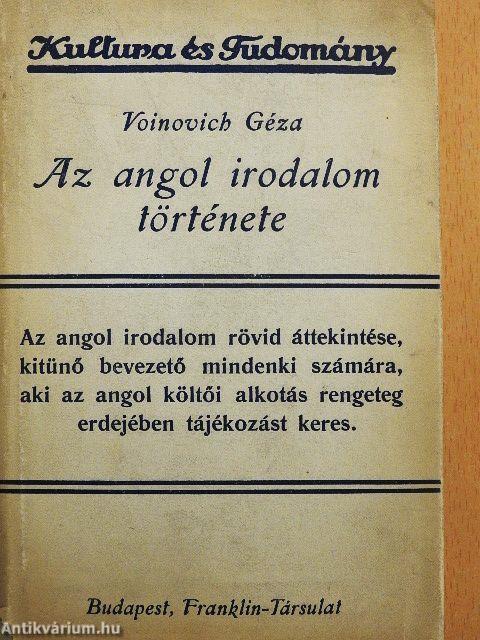 Kultura és Tudomány
Voinovich Géza
Az angol irodalom
története
Az angol irodalom rövid áttekintése,
kitünő bevezető mindenki számára,
aki az angol költői alkotás rengeteg
erdejében tájékozást keres.
Budapest, Franklin-Társulat
Antikvárium.hu